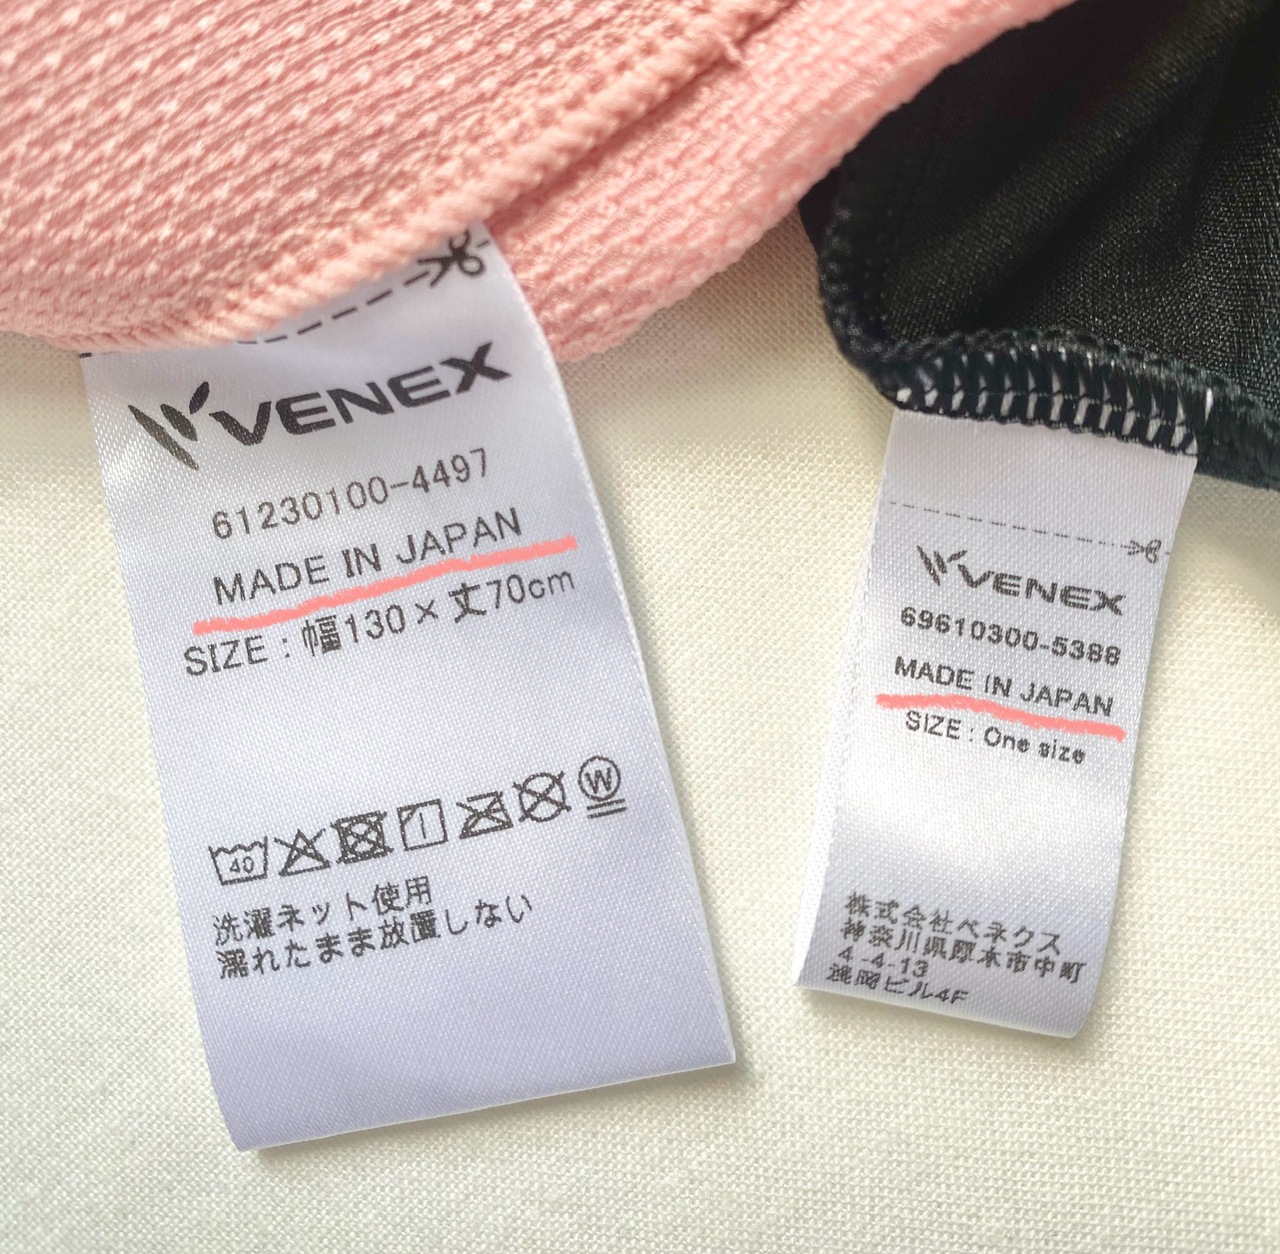 VENEX
61230100-4497
MADE IN JAPAN
SIZE : 幅130 × 丈70cm
40
W
洗濯ネット使用
濡れたまま放置しない
VENEX
69610300-5388
MADE IN JAPAN
SIZE : One size
株式会社ベネクス
神奈川県厚木市中町
4-4-13
浅岡ビル4F